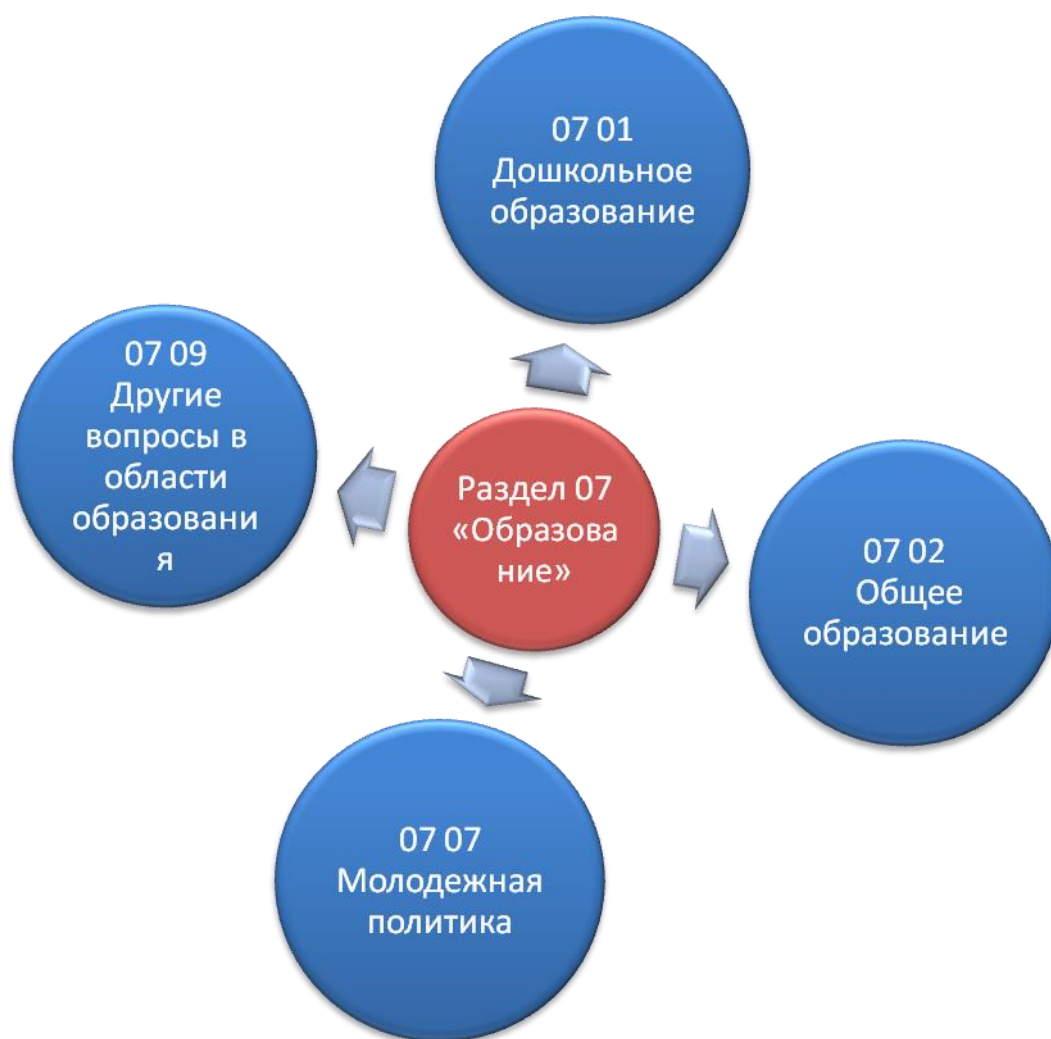 07 01
Дошкольное
образование
07 09
Другие
вопросы в
области
образовани
я
Раздел 07
«Образова
ние»
07 02
Общее
образование
07 07
Молодежная
политика